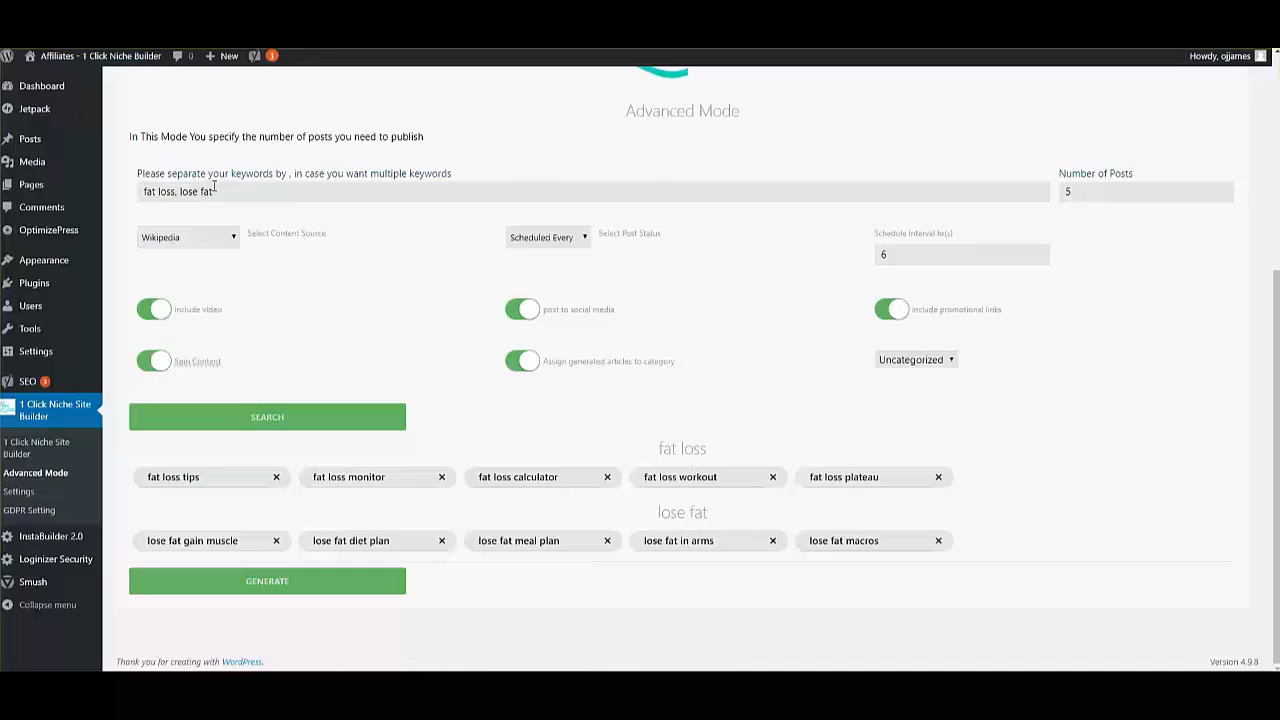 Affiliates - 1 Click Niche Builder 0 New 3 Howdy, ojjames
Dashboard
Jetpack
Posts
Media
Pages
Comments
OptimizePress
Appearance
Plugins
Users
Tools
Settings
SEO 3
1 Click Niche Site
Builder
1 Click Niche Site
Builder
Advanced Mode
Settings
GDPR Setting
InstaBuilder 2.0
Loginizer Security
Smush
Collapse menu
Advanced Mode
In This Mode You specify the number of posts you need to publish
Please separate your keywords by , in case you want multiple keywords Number of Posts
fat loss, lose fat 5
Wikipedia Select Content Source Scheduled Every Select Post Status Schedule Interval hr(s)
6
include video post to social media include promotional links
Spin Content Assign generated articles to category Uncategorized
SEARCH
fat loss
fat loss tips × fat loss monitor × fat loss calculator × fat loss workout × fat loss plateau ×
lose fat
lose fat gain muscle × lose fat diet plan × lose fat meal plan × lose fat in arms × lose fat macros ×
GENERATE
Thank you for creating with WordPress. Version 4.9.8